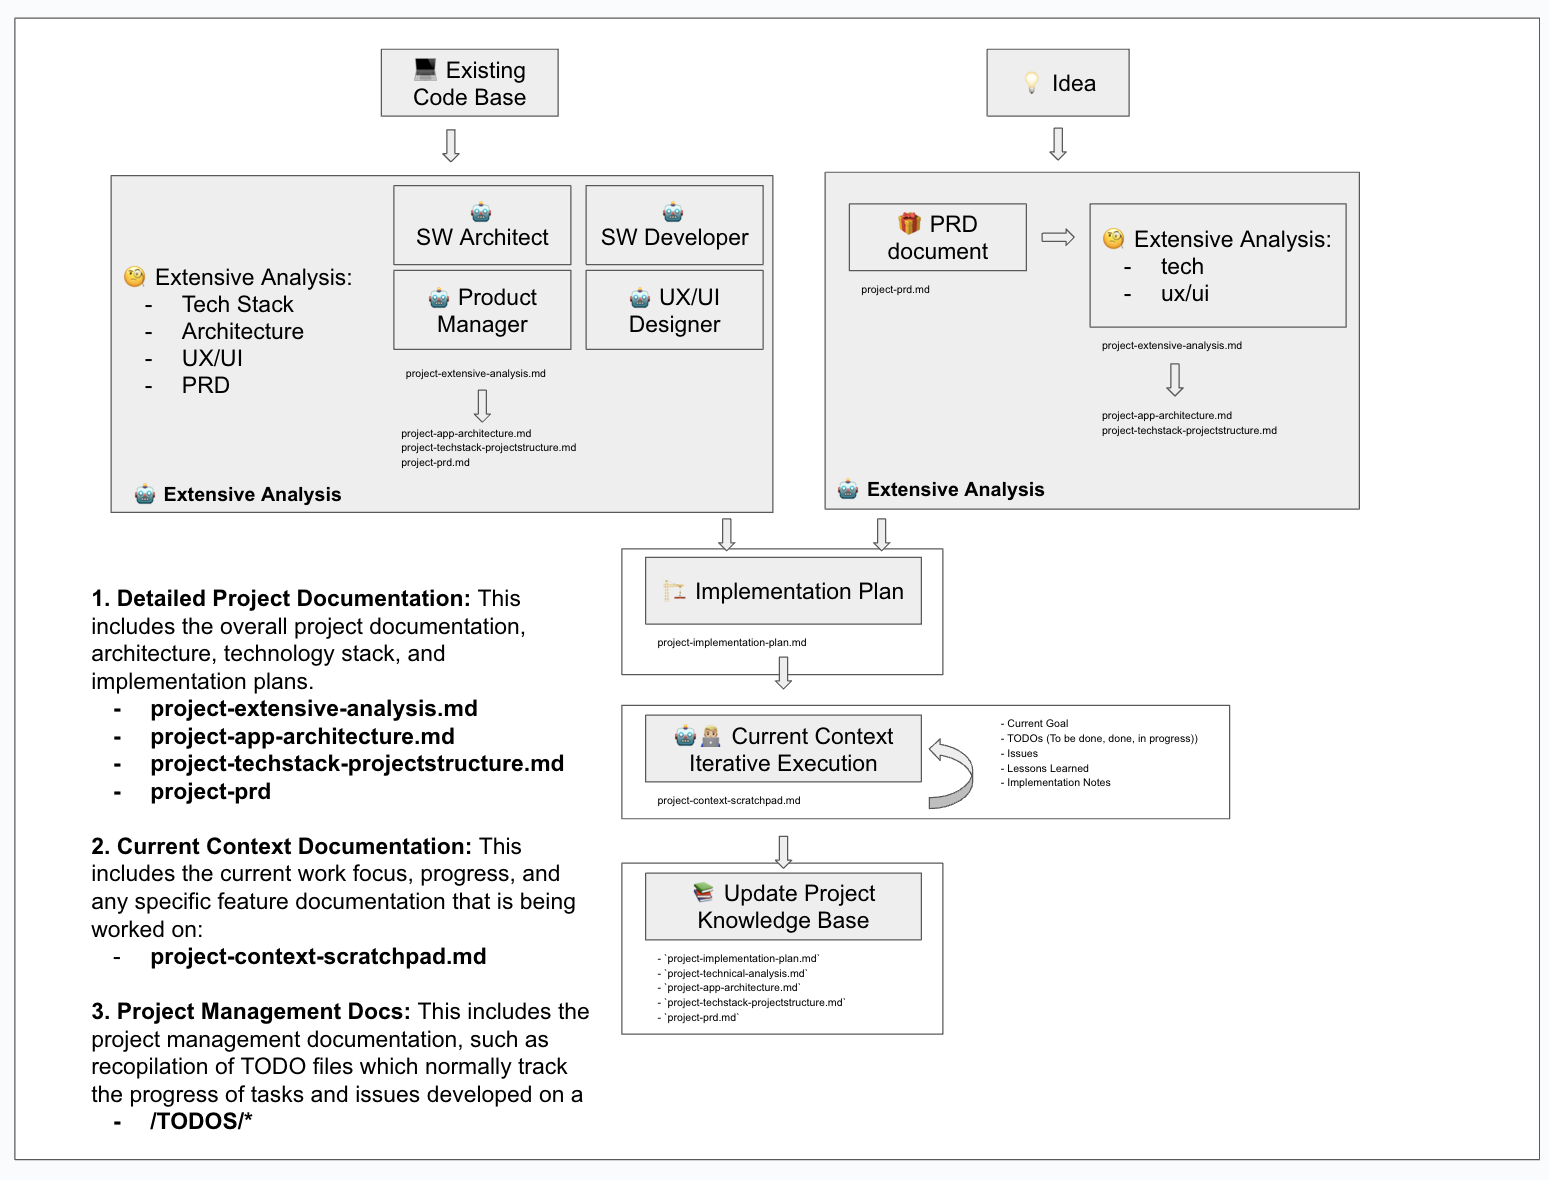 💻 Existing
Code Base
💡 Idea
🧐 Extensive Analysis:
- Tech Stack
- Architecture
- UX/UI
- PRD
🤖
SW Architect
🤖
SW Developer
🤖 Product
Manager
🤖 UX/UI
Designer
project-extensive-analysis.md
project-app-architecture.md
project-techstack-projectstructure.md
project-prd.md
🤖 Extensive Analysis
🎁 PRD
document
project-prd.md
🧐 Extensive Analysis:
- tech
- ux/ui
project-extensive-analysis.md
project-app-architecture.md
project-techstack-projectstructure.md
🤖 Extensive Analysis
🏗️ Implementation Plan
project-implementation-plan.md
🤖🧑🏼‍💻 Current Context
Iterative Execution
project-context-scratchpad.md
- Current Goal
- TODOs (To be done, done, in progress))
- Issues
- Lessons Learned
- Implementation Notes
📚 Update Project
Knowledge Base
- `project-implementation-plan.md`
- `project-technical-analysis.md`
- `project-app-architecture.md`
- `project-techstack-projectstructure.md`
- `project-prd.md`
1. Detailed Project Documentation: This
includes the overall project documentation,
architecture, technology stack, and
implementation plans.
- project-extensive-analysis.md
- project-app-architecture.md
- project-techstack-projectstructure.md
- project-prd
2. Current Context Documentation: This
includes the current work focus, progress, and
any specific feature documentation that is being
worked on:
- project-context-scratchpad.md
3. Project Management Docs: This includes the
project management documentation, such as
recopilation of TODO files which normally track
the progress of tasks and issues developed on a
- /TODOS/*